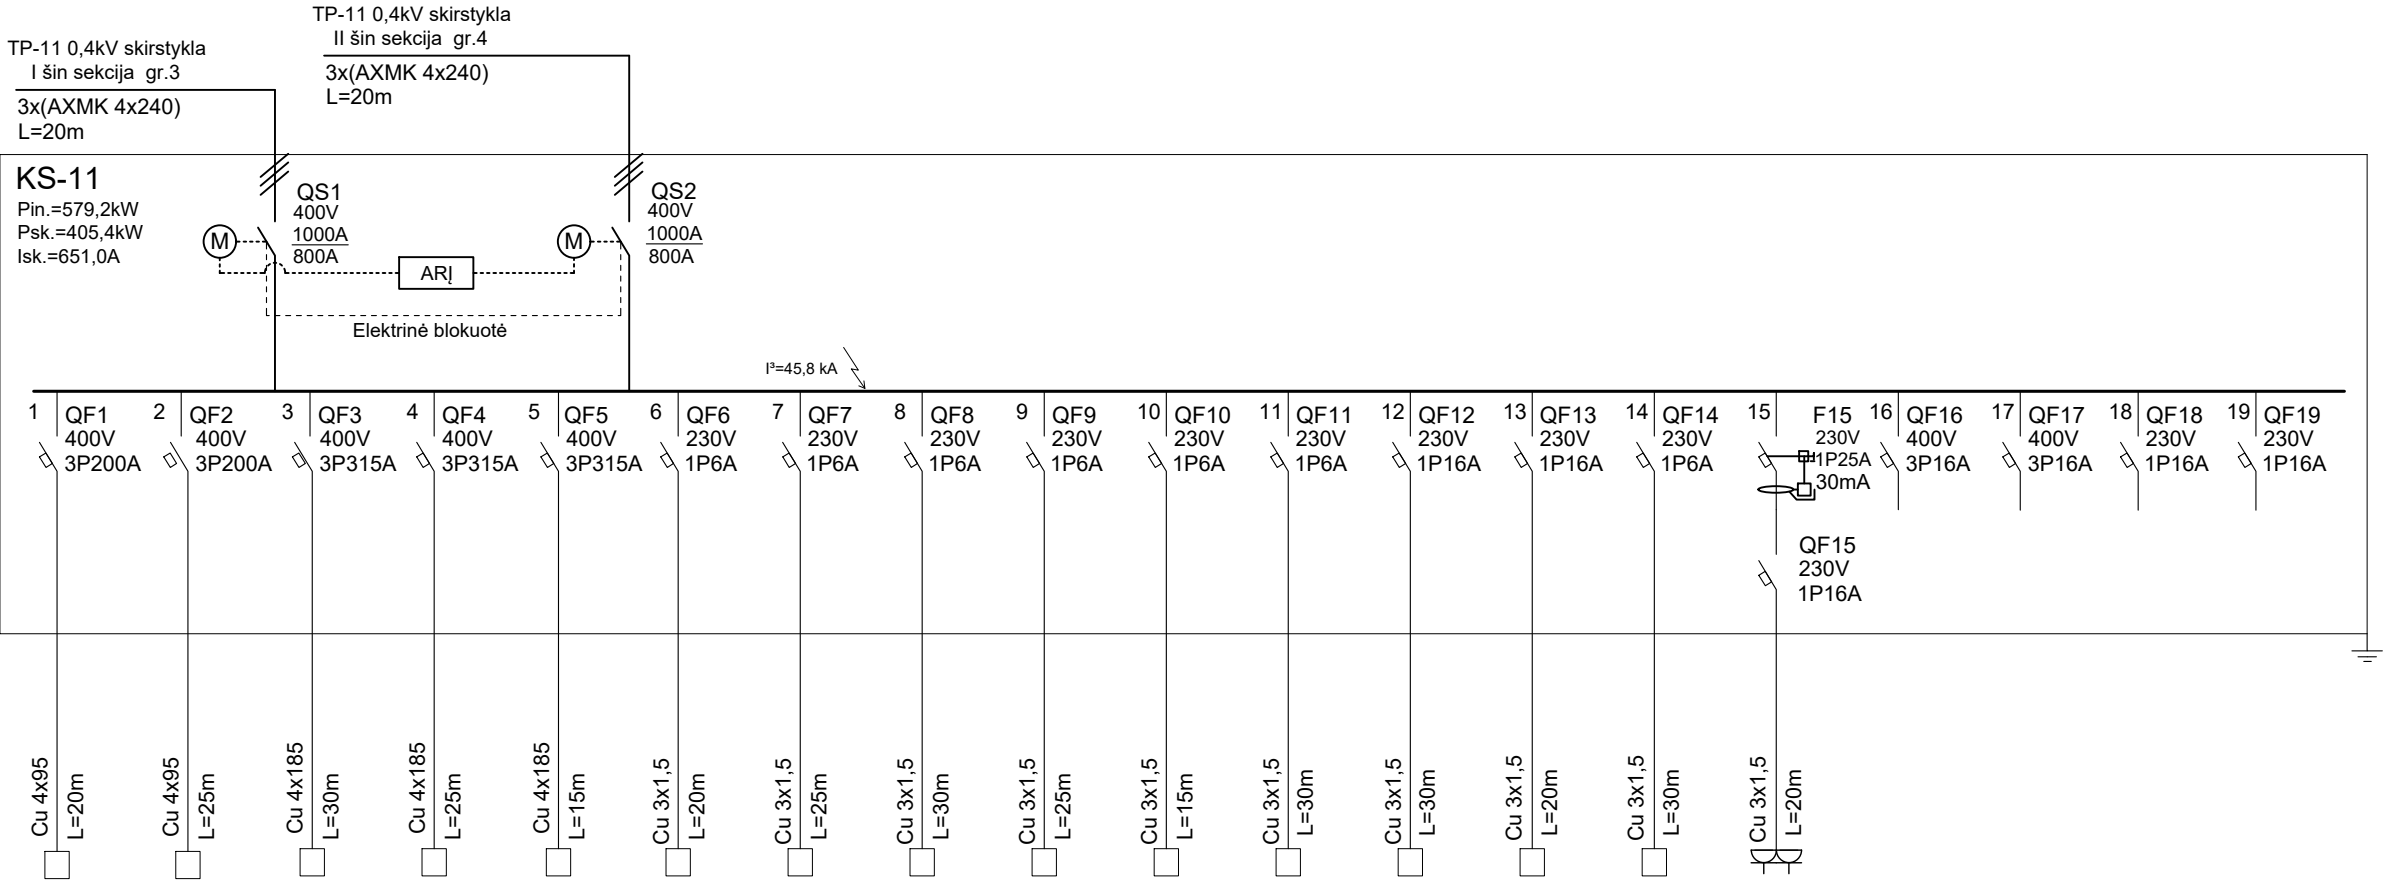 TP-11 0,4kV skirstykla
I šin sekcija gr.3
3x(AXMK 4x240)
L=20m
TP-11 0,4kV skirstykla
II šin sekcija gr.4
3x(AXMK 4x240)
L=20m
KS-11
Pin.=579,2kW
Psk.=405,4kW
Isk.=651,0A
M
QS1
400V
1000A
800A
ARĮ
M
QS2
400V
1000A
800A
Elektrinė blokuotė
I³=45,8 kA
1
QF1
400V
3P200A
2
QF2
400V
3P200A
3
QF3
400V
3P315A
4
QF4
400V
3P315A
5
QF5
400V
3P315A
6
QF6
230V
1P6A
7
QF7
230V
1P6A
8
QF8
230V
1P6A
9
QF9
230V
1P6A
10
QF10
230V
1P6A
11
QF11
230V
1P6A
12
QF12
230V
1P16A
13
QF13
230V
1P16A
14
QF14
230V
1P6A
15
F15
230V
1P25A
30mA
QF15
230V
1P16A
16
QF16
400V
3P16A
17
QF17
400V
3P16A
18
QF18
230V
1P16A
19
QF19
230V
1P16A
Cu 4x95
L=20m
Cu 4x95
L=25m
Cu 4x185
L=30m
Cu 4x185
L=25m
Cu 4x185
L=15m
Cu 3x1,5
L=20m
Cu 3x1,5
L=25m
Cu 3x1,5
L=30m
Cu 3x1,5
L=25m
Cu 3x1,5
L=15m
Cu 3x1,5
L=30m
Cu 3x1,5
L=30m
Cu 3x1,5
L=20m
Cu 3x1,5
L=30m
Cu 3x1,5
L=20m